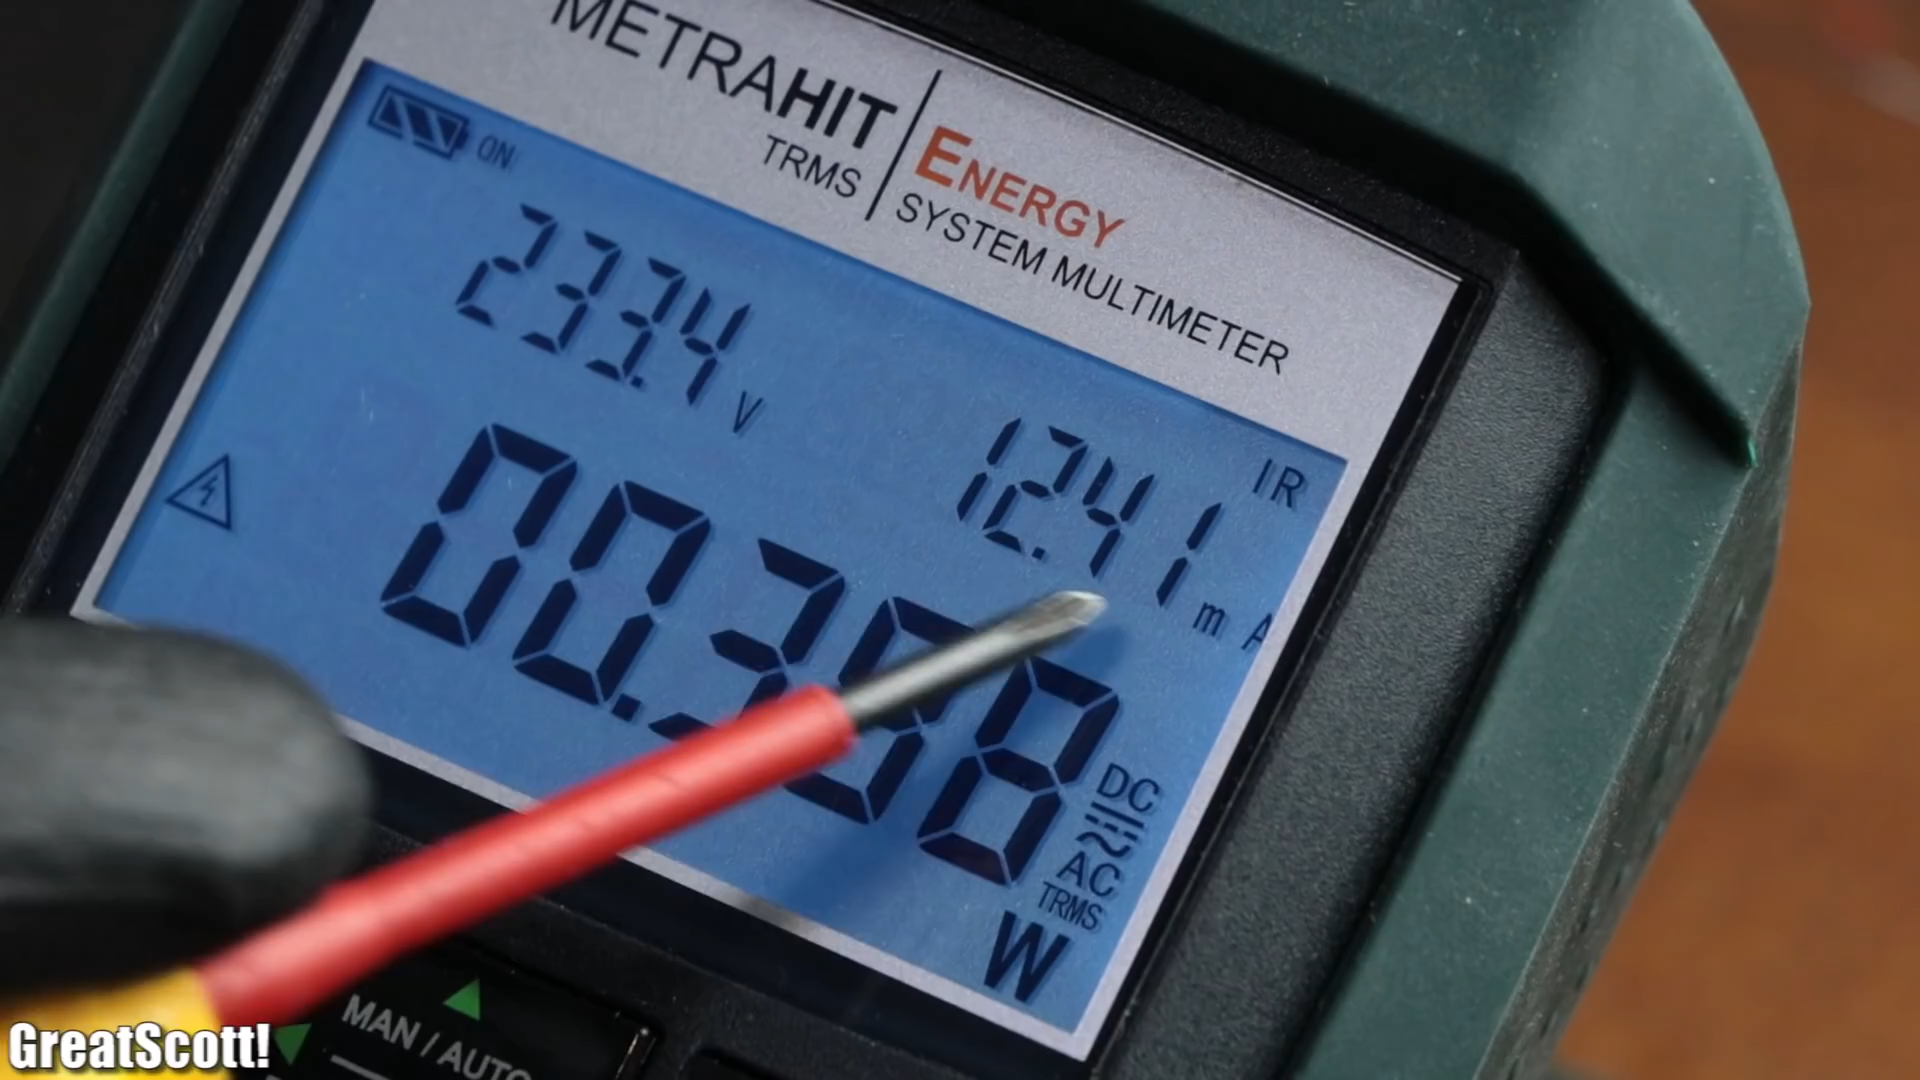 METRAHIT
TRMS
ENERGY
SYSTEM MULTIMETER
ON
233.4 V
IR
12.41 mA
DC
AC
TRMS
W
MAN / AUTO
GreatScott!